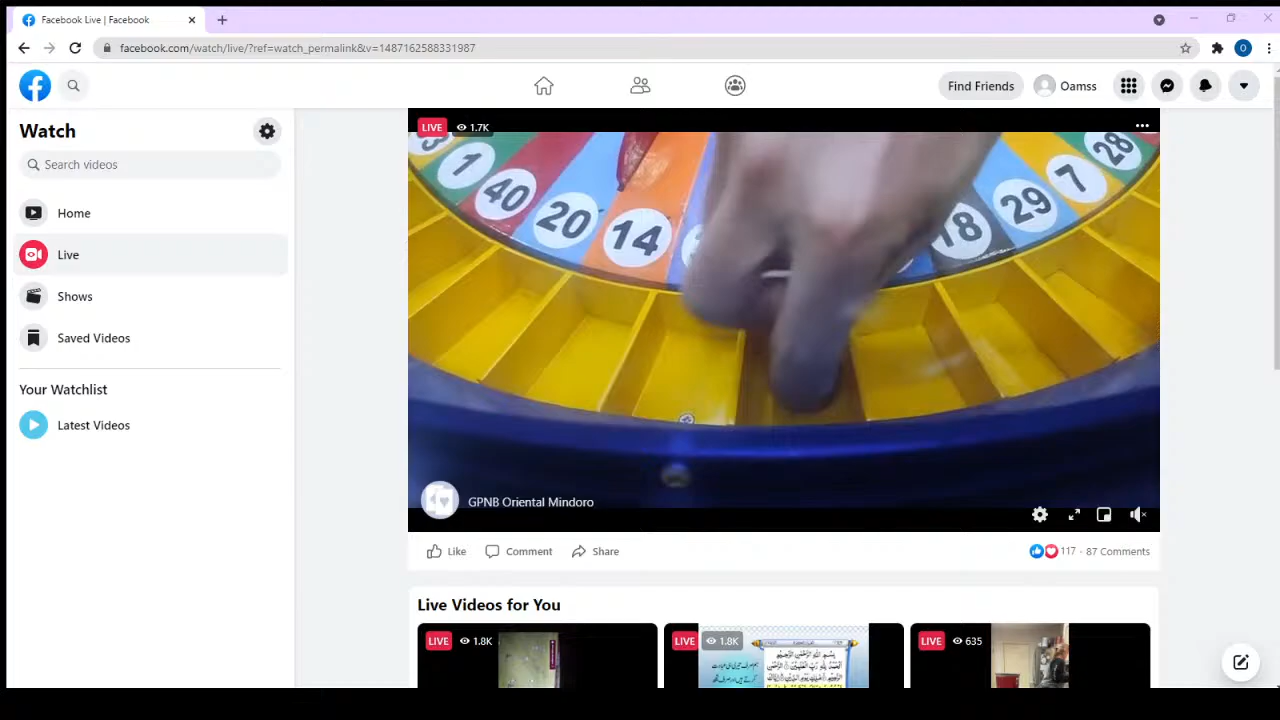 Facebook Live | Facebook
facebook.com/watch/live/?ref=watch_permalink&v=1487162588331987
O
Find Friends
Oamss
Watch
Search videos
Home
Live
Shows
Saved Videos
Your Watchlist
Latest Videos
LIVE 1.7K
1
40
20
14
18
29
7
28
GPNB Oriental Mindoro
Like
Comment
Share
117 · 87 Comments
Live Videos for You
LIVE 1.8K
LIVE 1.8K
LIVE 635